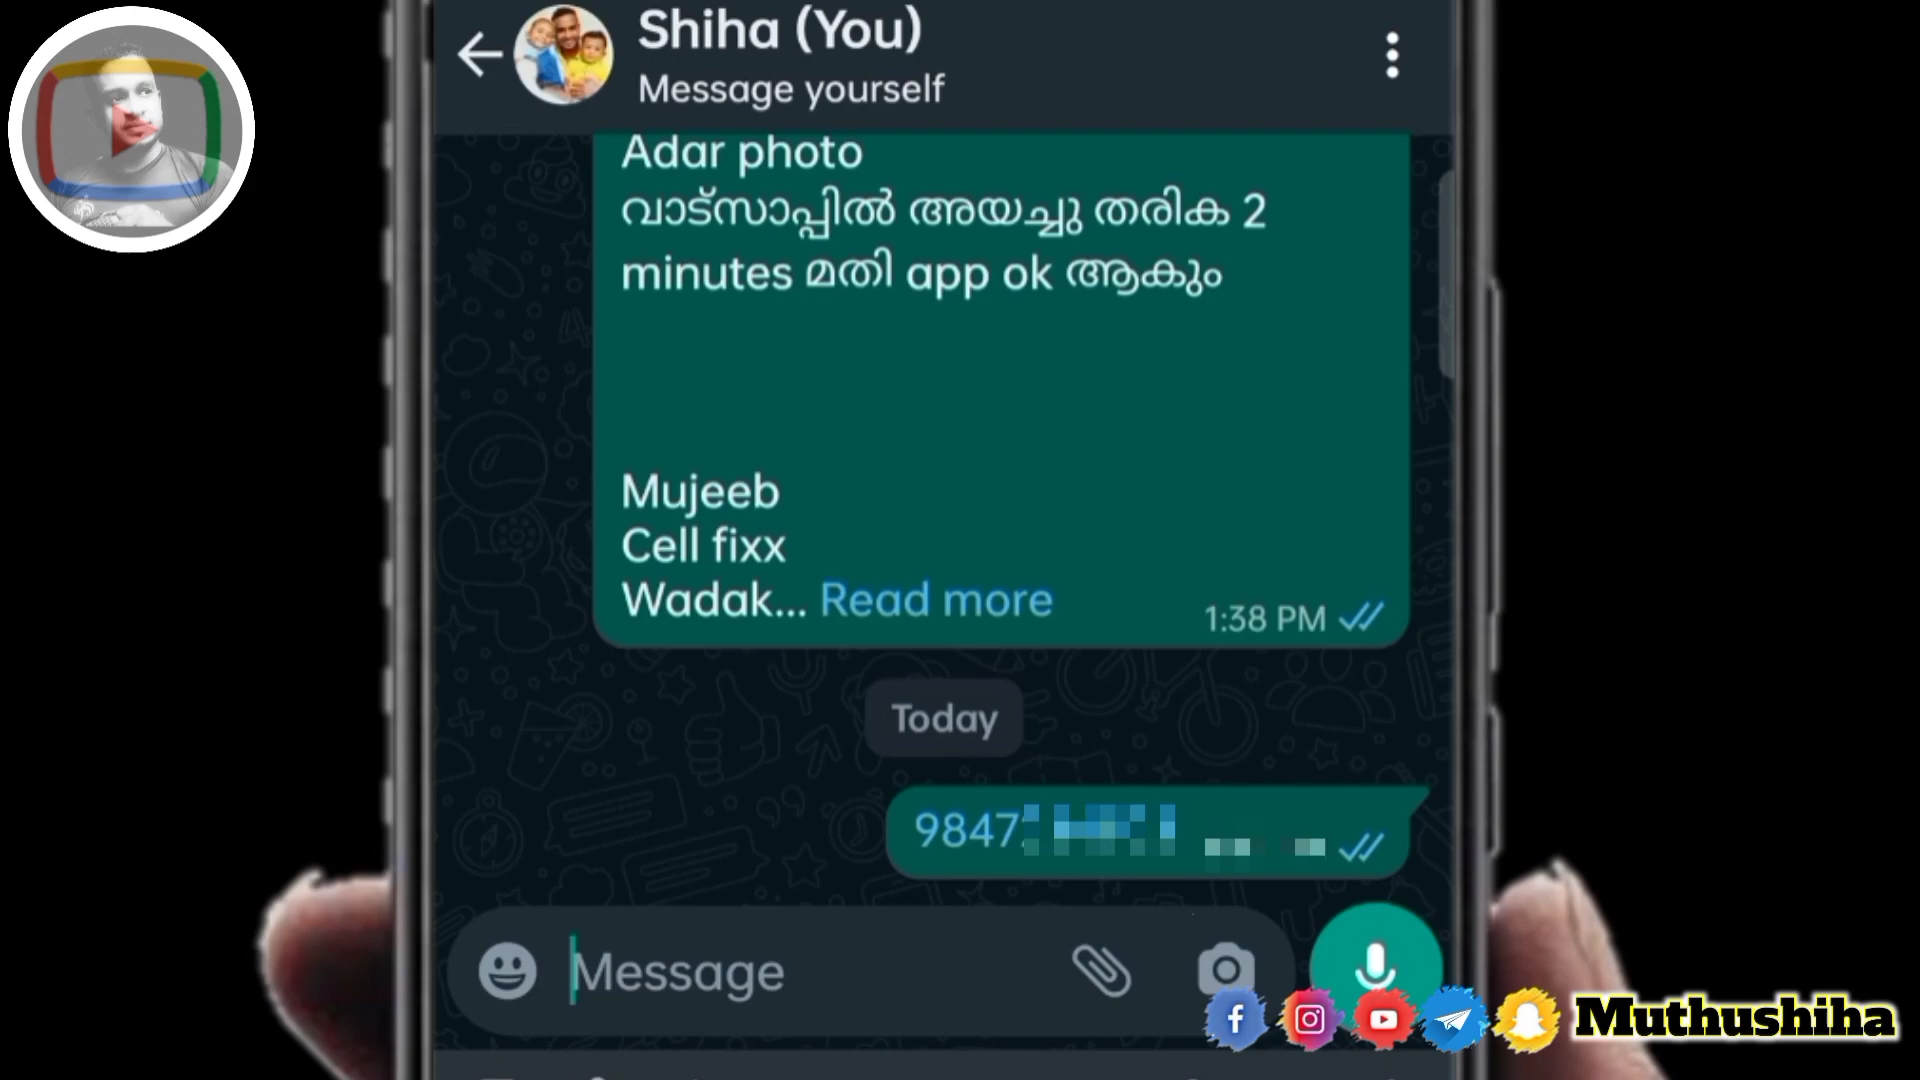 Shiha (You)
Message yourself
Adar photo
വാട്സാപ്പിൽ അയച്ചു തരിക 2
minutes മതി app ok ആകും
Mujeeb
Cell fixx
Wadak... Read more
1:38 PM
Today
9847
Message
Muthushiha